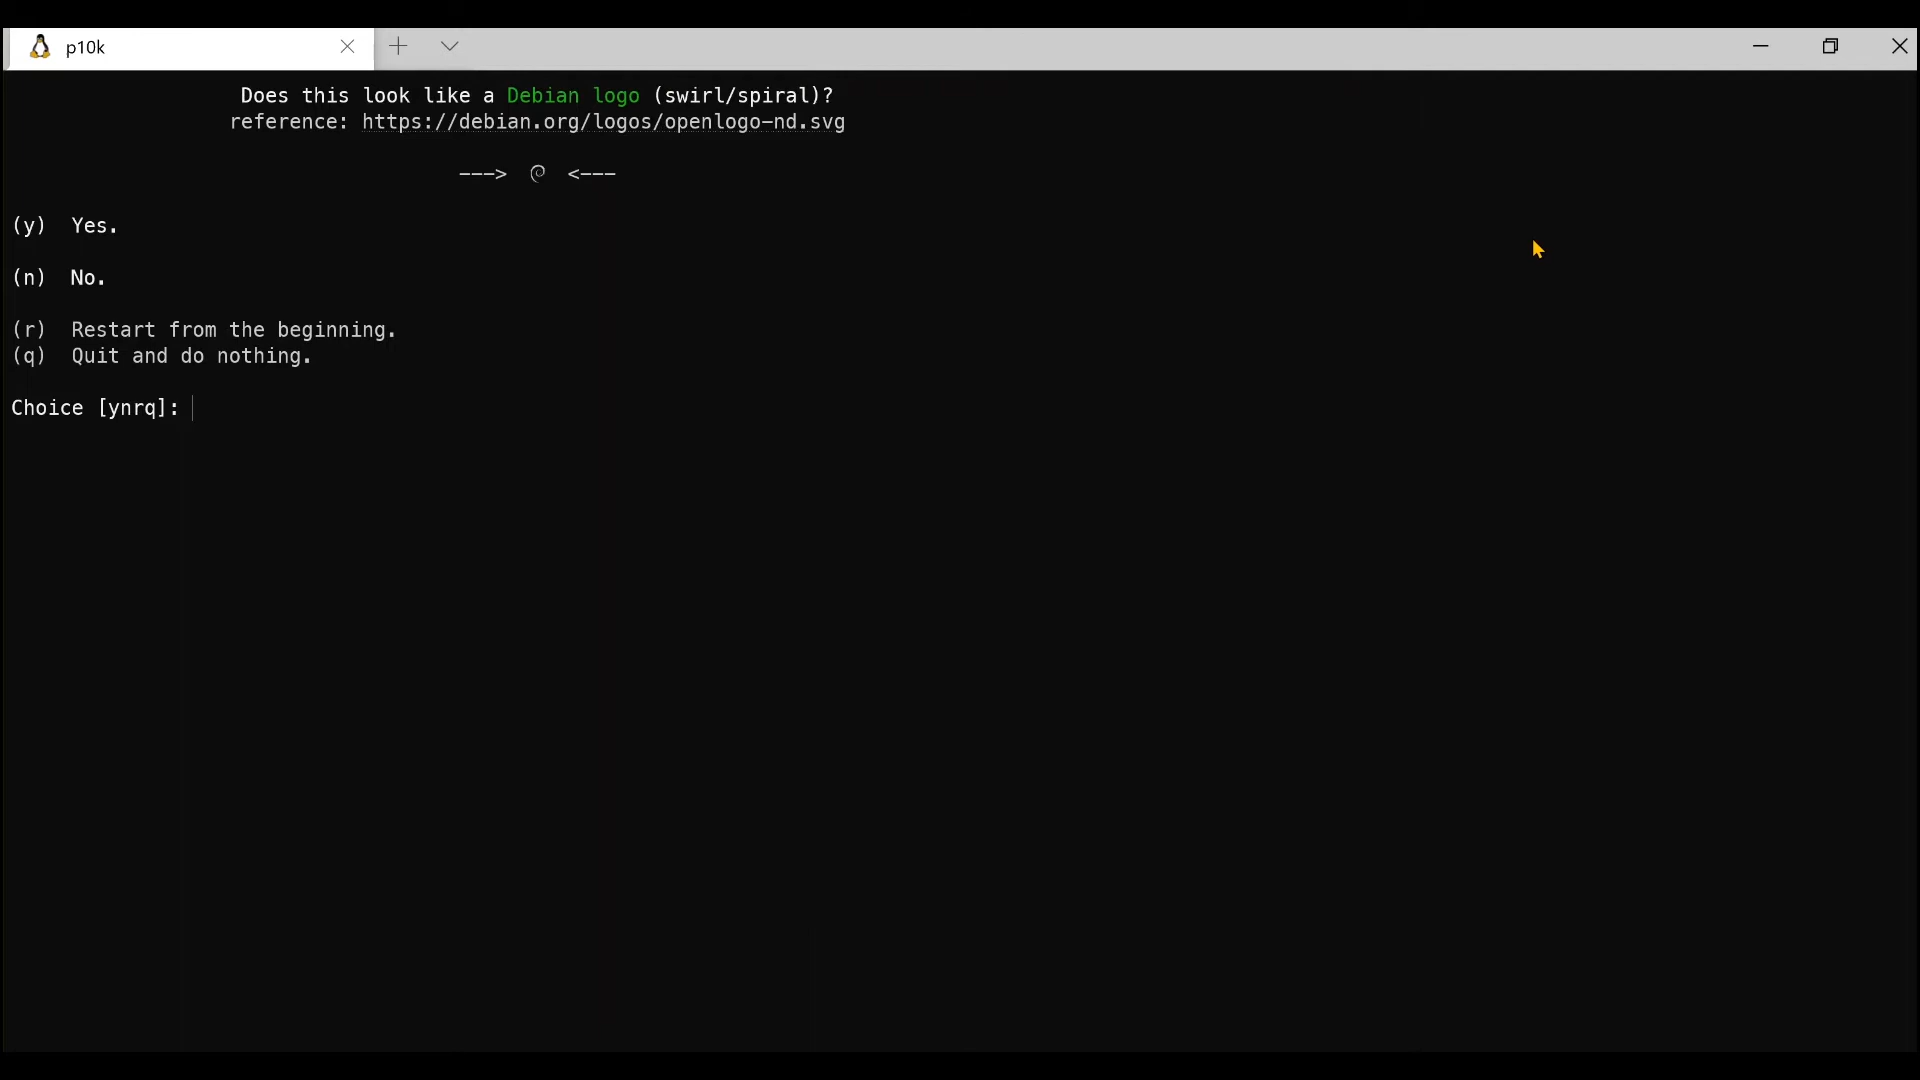 p10k
Does this look like a Debian logo (swirl/spiral)?
reference: https://debian.org/logos/openlogo-nd.svg
---> <---
(y) Yes.
(n) No.
(r) Restart from the beginning.
(q) Quit and do nothing.
Choice [ynrq]: